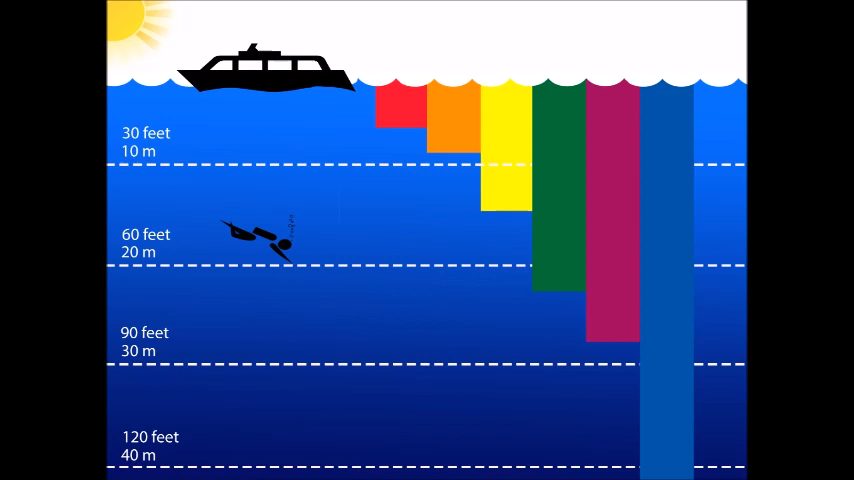 30 feet
10 m
60 feet
20 m
90 feet
30 m
120 feet
40 m